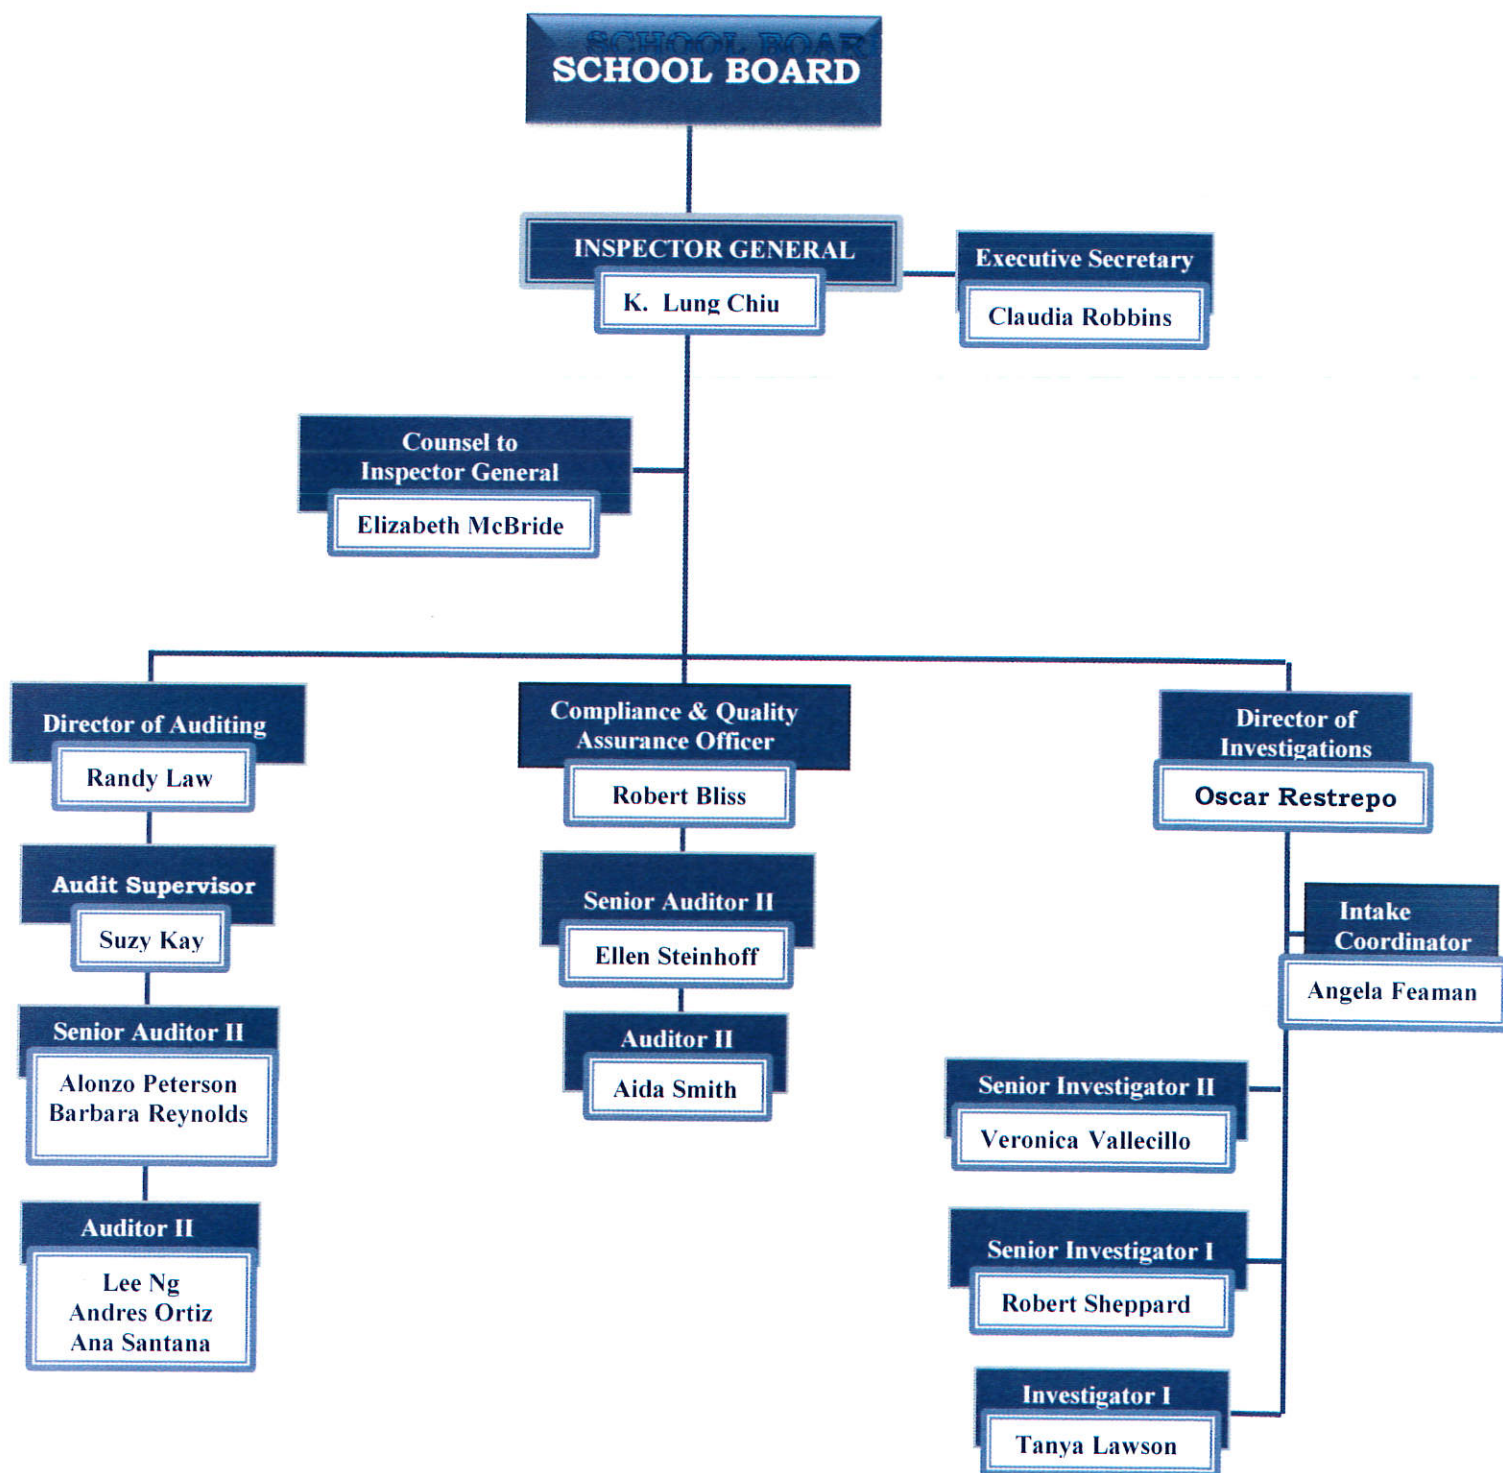 SCHOOL BOARD
INSPECTOR GENERAL
K. Lung Chiu
Executive Secretary
Claudia Robbins
Counsel to
Inspector General
Elizabeth McBride
Director of Auditing
Randy Law
Audit Supervisor
Suzy Kay
Senior Auditor II
Alonzo Peterson
Barbara Reynolds
Auditor II
Lee Ng
Andres Ortiz
Ana Santana
Compliance & Quality
Assurance Officer
Robert Bliss
Senior Auditor II
Ellen Steinhoff
Auditor II
Aida Smith
Director of
Investigations
Oscar Restrepo
Intake
Coordinator
Angela Feaman
Senior Investigator II
Veronica Vallecillo
Senior Investigator I
Robert Sheppard
Investigator I
Tanya Lawson